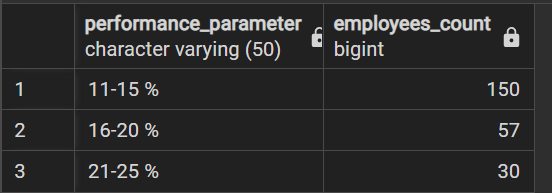 performance_parameter employees_count
character varying (50) bigint
1 11-15 % 150
2 16-20 % 57
3 21-25 % 30